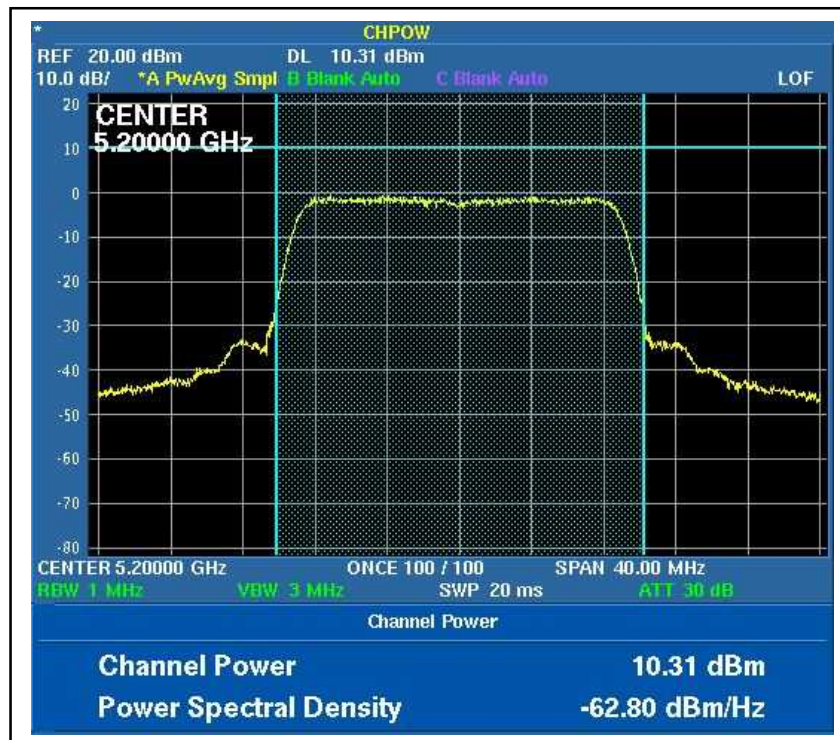 *
CHPOW
REF 20.00 dBm DL 10.31 dBm
10.0 dB/ *A PwAvg Smpl B Blank Auto C Blank Auto LOF
20
CENTER
5.20000 GHz
10
0
-10
-20
-30
-40
-50
-60
-70
-80
CENTER 5.20000 GHz ONCE 100 / 100 SPAN 40.00 MHz
RBW 1 MHz VBW 3 MHz SWP 20 ms ATT 30 dB
Channel Power
Channel Power 10.31 dBm
Power Spectral Density -62.80 dBm/Hz